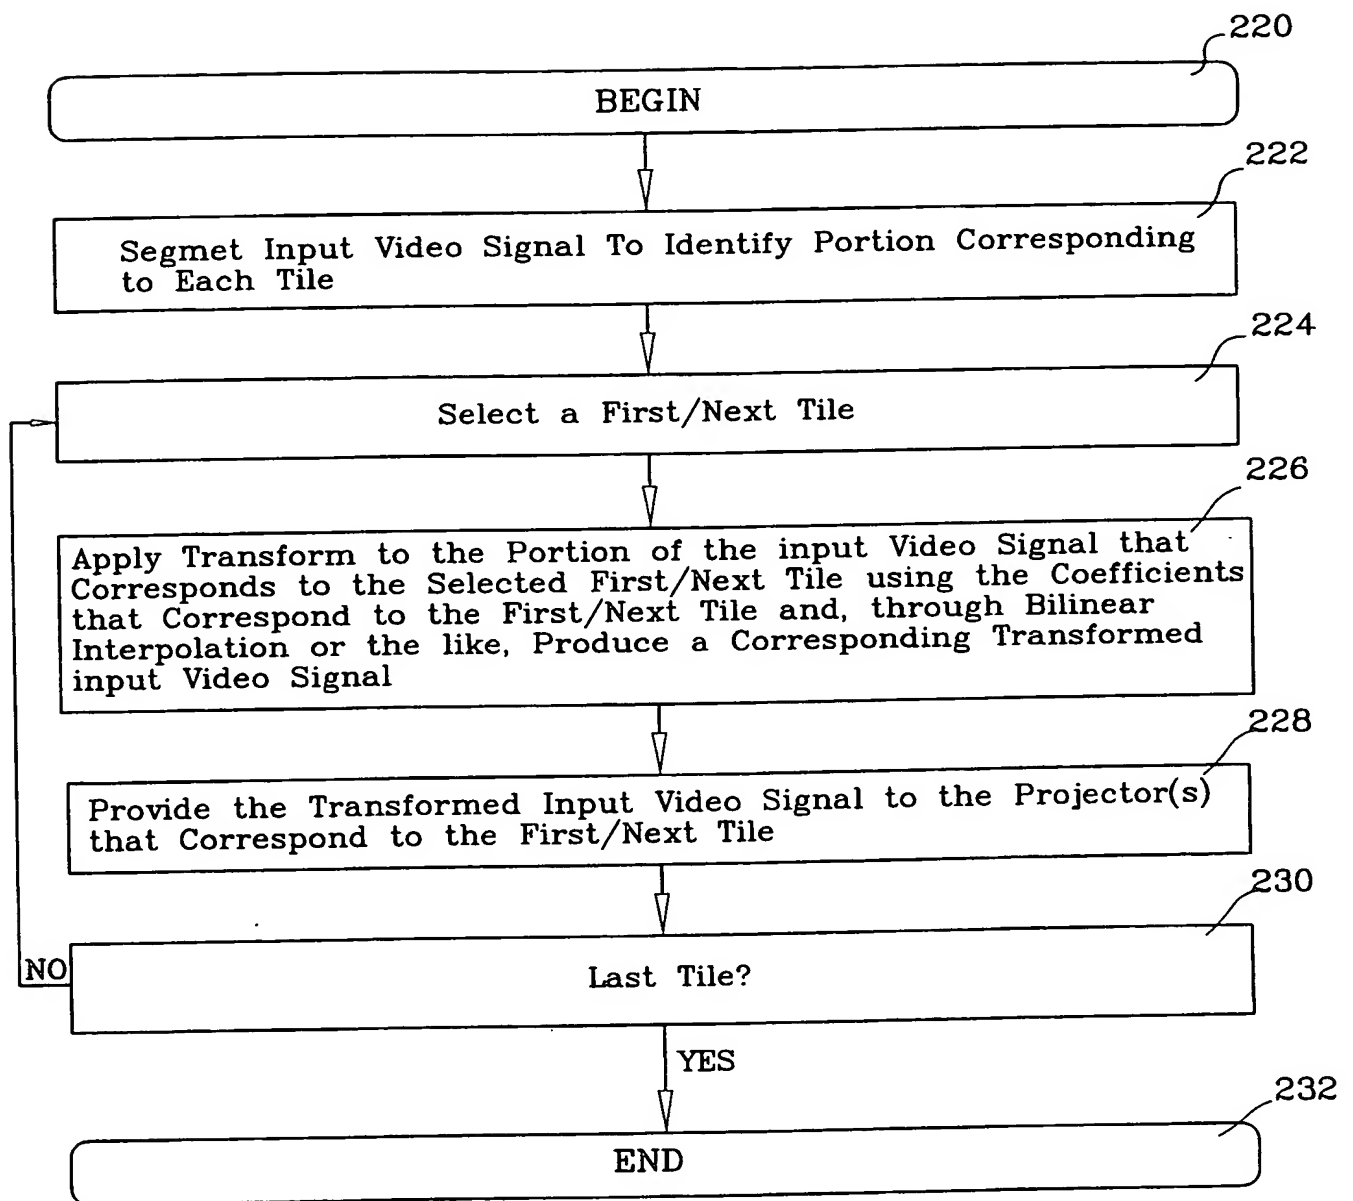 220
BEGIN
222
Segmet Input Video Signal To Identify Portion Corresponding
to Each Tile
224
Select a First/Next Tile
226
Apply Transform to the Portion of the input Video Signal that
Corresponds to the Selected First/Next Tile using the Coefficients
that Correspond to the First/Next Tile and, through Bilinear
Interpolation or the like, Produce a Corresponding Transformed
input Video Signal
228
Provide the Transformed Input Video Signal to the Projector(s)
that Correspond to the First/Next Tile
230
NO
Last Tile?
YES
232
END